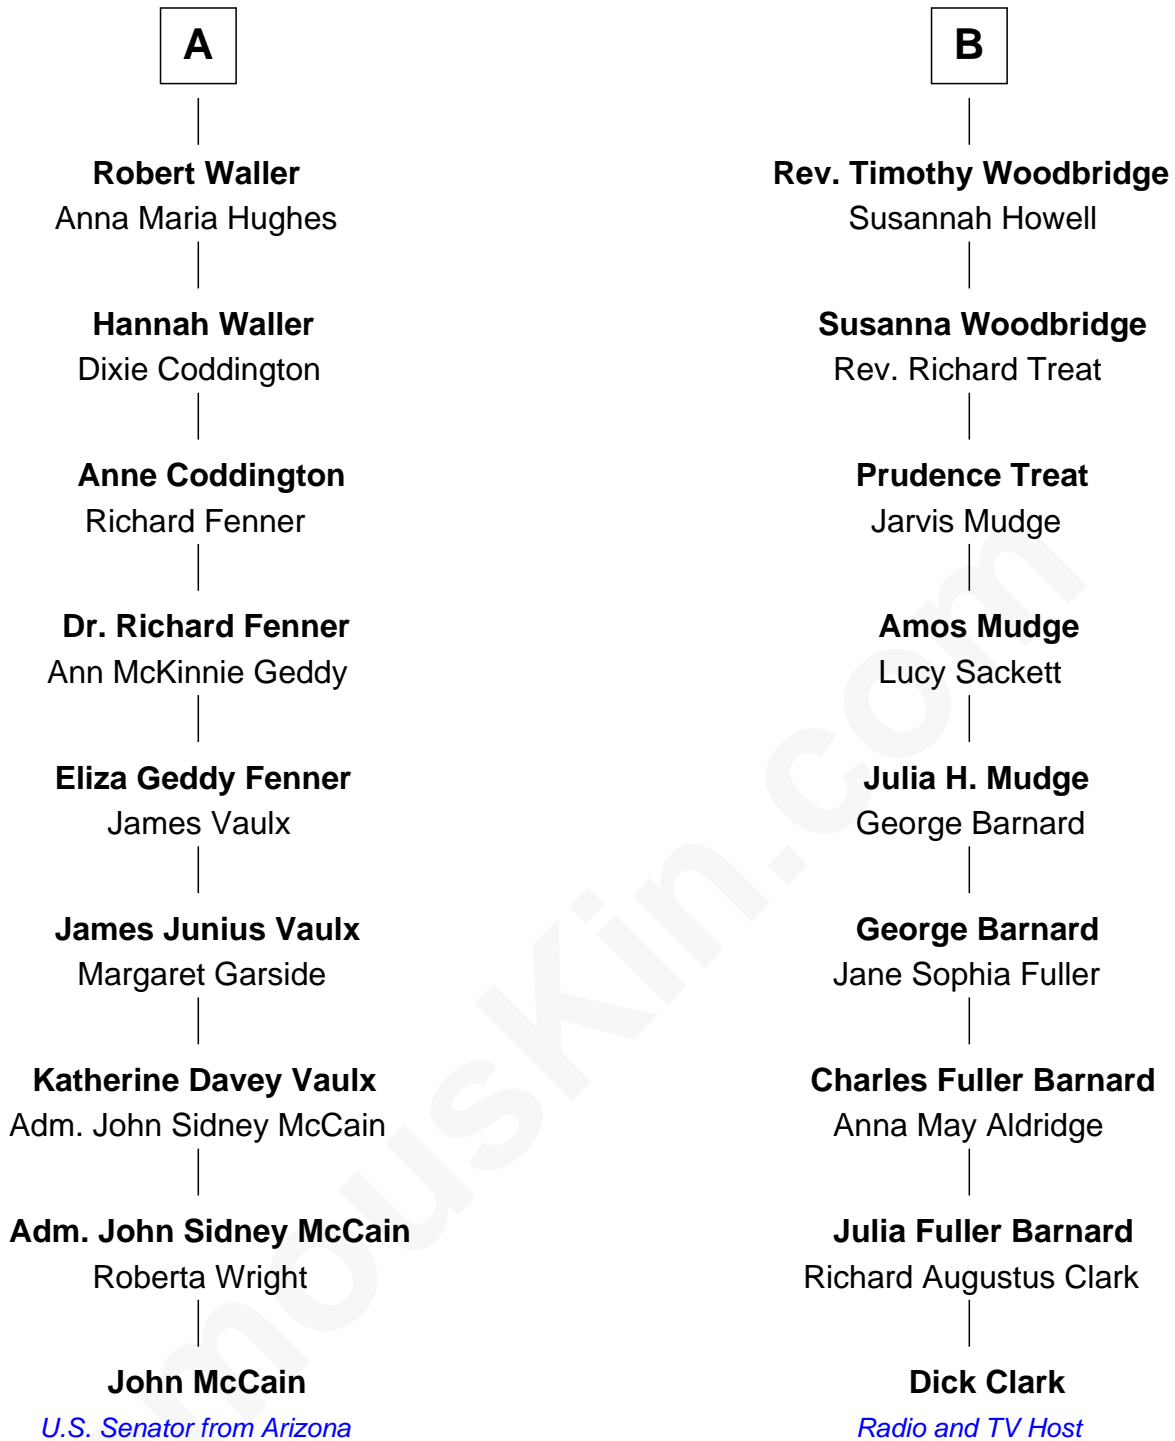 A
Robert Waller
Anna Maria Hughes
Hannah Waller
Dixie Coddington
Anne Coddington
Richard Fenner
Dr. Richard Fenner
Ann McKinnie Geddy
Eliza Geddy Fenner
James Vaulx
James Junius Vaulx
Margaret Garside
Katherine Davey Vaulx
Adm. John Sidney McCain
Adm. John Sidney McCain
Roberta Wright
John McCain
U.S. Senator from Arizona
B
Rev. Timothy Woodbridge
Susannah Howell
Susanna Woodbridge
Rev. Richard Treat
Prudence Treat
Jarvis Mudge
Amos Mudge
Lucy Sackett
Julia H. Mudge
George Barnard
George Barnard
Jane Sophia Fuller
Charles Fuller Barnard
Anna May Aldridge
Julia Fuller Barnard
Richard Augustus Clark
Dick Clark
Radio and TV Host
mouskin.com